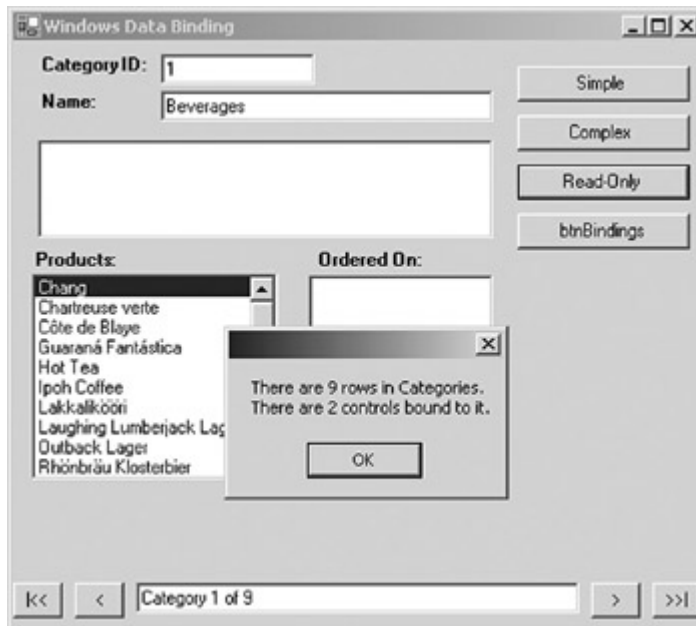 Windows Data Binding
Category ID:
1
Simple
Name:
Beverages
Complex
Read-Only
btnBindings
Products:
Ordered On:
Chang
Chartreuse verte
Côte de Blaye
Guaraná Fantástica
Hot Tea
Ipoh Coffee
Lakkalikööri
Laughing Lumberjack Lag
Outback Lager
Rhönbräu Klosterbier
There are 9 rows in Categories.
There are 2 controls bound to it.
OK
|<<
<
Category 1 of 9
>
>>|